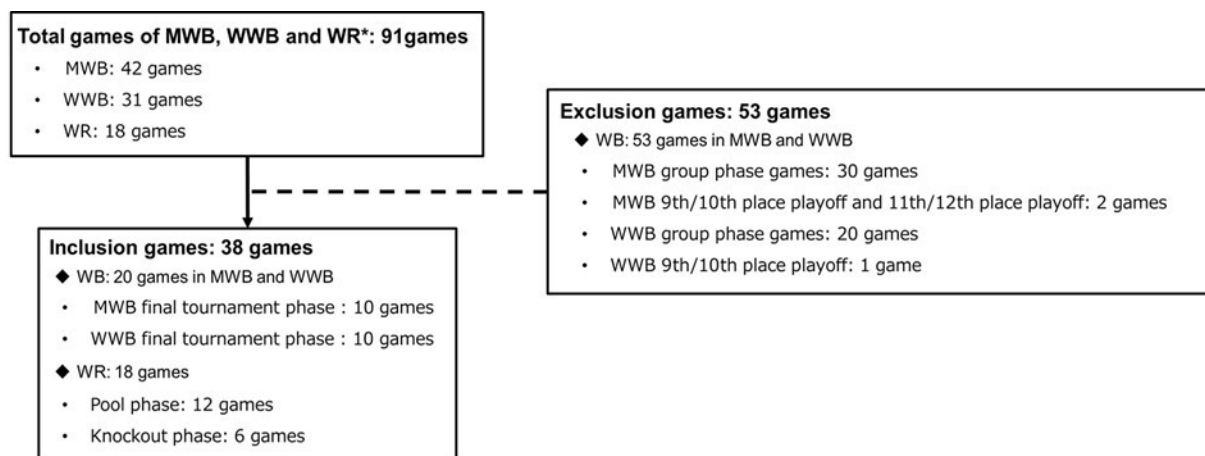 Total games of MWB, WWB and WR*: 91games
• MWB: 42 games
• WWB: 31 games
• WR: 18 games
Exclusion games: 53 games
◆ WB: 53 games in MWB and WWB
• MWB group phase games: 30 games
• MWB 9th/10th place playoff and 11th/12th place playoff: 2 games
• WWB group phase games: 20 games
• WWB 9th/10th place playoff: 1 game
Inclusion games: 38 games
◆ WB: 20 games in MWB and WWB
• MWB final tournament phase : 10 games
• WWB final tournament phase : 10 games
◆ WR: 18 games
• Pool phase: 12 games
• Knockout phase: 6 games